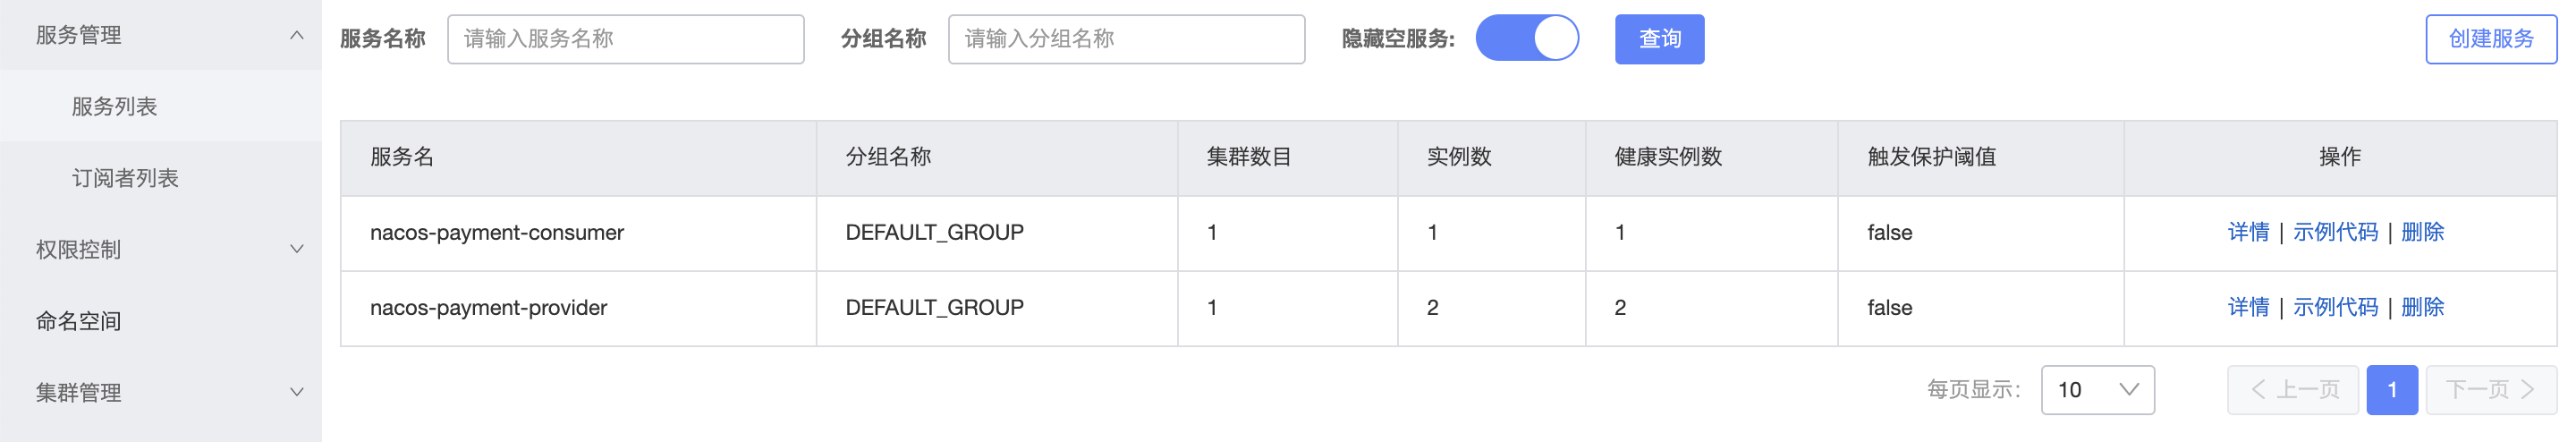 服务管理
服务列表
订阅者列表
权限控制
命名空间
集群管理
服务名称 请输入服务名称 分组名称 请输入分组名称 隐藏空服务: 查询 创建服务
服务名 分组名称 集群数目 实例数 健康实例数 触发保护阈值 操作
nacos-payment-consumer DEFAULT_GROUP 1 1 1 false 详情 | 示例代码 | 删除
nacos-payment-provider DEFAULT_GROUP 1 2 2 false 详情 | 示例代码 | 删除
每页显示: 10 上一页 1 下一页